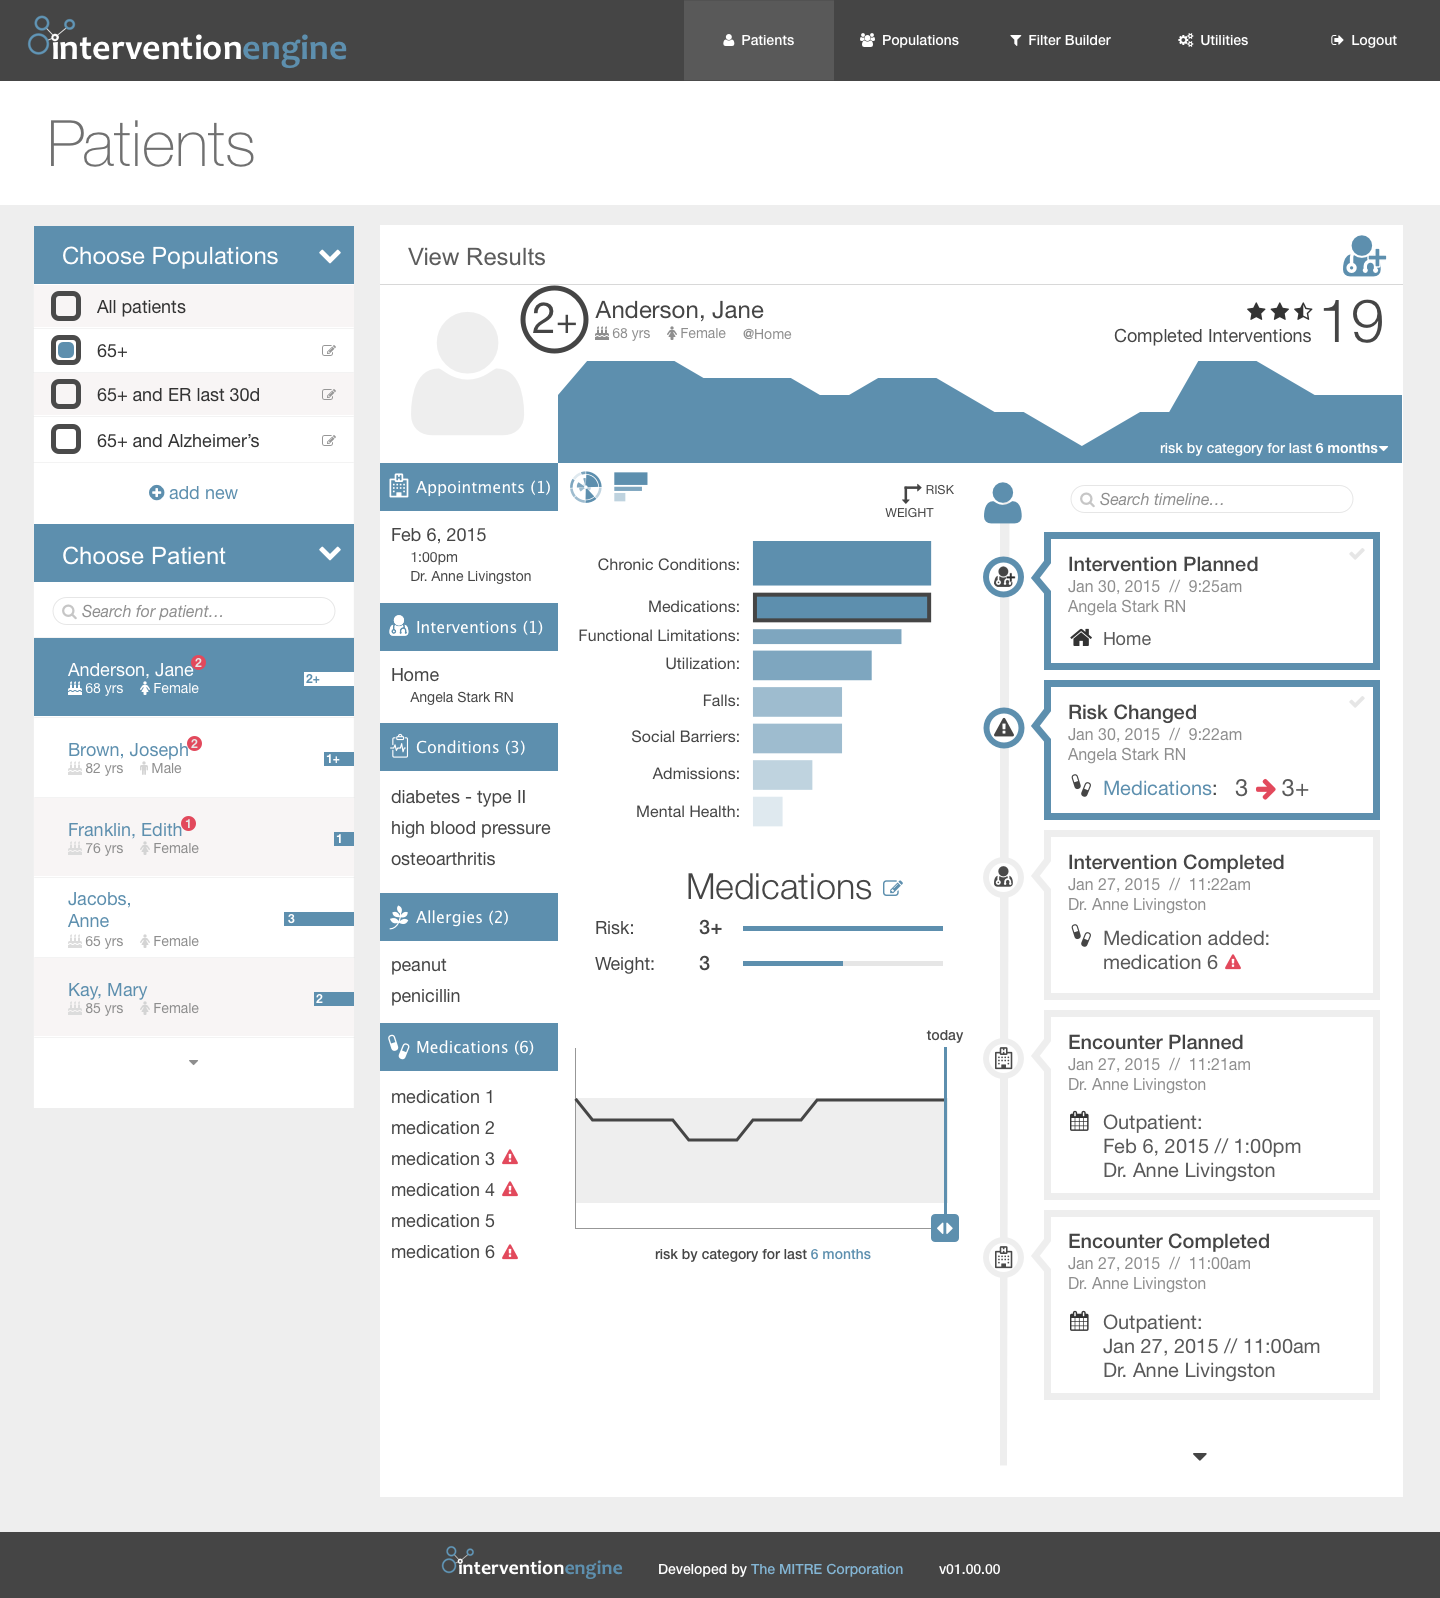 interventionengine
Patients
Populations
Filter Builder
Utilities
Logout
Patients
Choose Populations
All patients
65+
65+ and ER last 30d
65+ and Alzheimer's
add new
Choose Patient
Search for patient...
Anderson, Jane 2
68 yrs Female
2+
Brown, Joseph 2
82 yrs Male
1+
Franklin, Edith 1
76 yrs Female
1
Jacobs,
Anne
65 yrs Female
3
Kay, Mary
85 yrs Female
2
View Results
2+
Anderson, Jane
68 yrs Female @Home
Completed Interventions
19
risk by category for last 6 months
Appointments (1)
Feb 6, 2015
1:00pm
Dr. Anne Livingston
Interventions (1)
Home
Angela Stark RN
Conditions (3)
diabetes - type II
high blood pressure
osteoarthritis
Allergies (2)
peanut
penicillin
Medications (6)
medication 1
medication 2
medication 3
medication 4
medication 5
medication 6
RISK
WEIGHT
Chronic Conditions:
Medications:
Functional Limitations:
Utilization:
Falls:
Social Barriers:
Admissions:
Mental Health:
Medications
Risk: 3+
Weight: 3
today
risk by category for last 6 months
Search timeline...
Intervention Planned
Jan 30, 2015 // 9:25am
Angela Stark RN
Home
Risk Changed
Jan 30, 2015 // 9:22am
Angela Stark RN
Medications: 3 3+
Intervention Completed
Jan 27, 2015 // 11:22am
Dr. Anne Livingston
Medication added:
medication 6
Encounter Planned
Jan 27, 2015 // 11:21am
Dr. Anne Livingston
Outpatient:
Feb 6, 2015 // 1:00pm
Dr. Anne Livingston
Encounter Completed
Jan 27, 2015 // 11:00am
Dr. Anne Livingston
Outpatient:
Jan 27, 2015 // 11:00am
Dr. Anne Livingston
interventionengine
Developed by The MITRE Corporation
v01.00.00